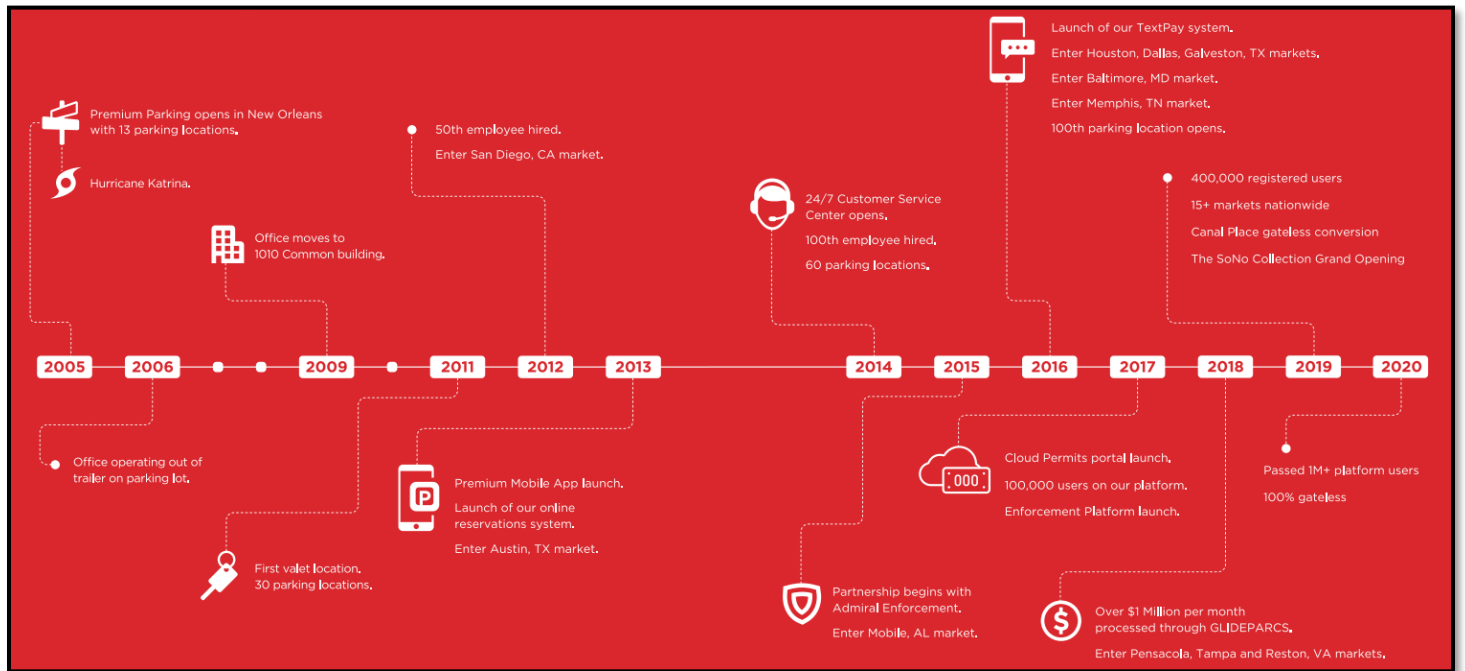 Launch of our TextPay system.
Enter Houston, Dallas, Galveston, TX markets.
Enter Baltimore, MD market.
Enter Memphis, TN market.
100th parking location opens.
Premium Parking opens in New Orleans
with 13 parking locations.
Hurricane Katrina.
50th employee hired.
Enter San Diego, CA market.
Office moves to
1010 Common building.
24/7 Customer Service
Center opens.
100th employee hired.
60 parking locations.
400,000 registered users
15+ markets nationwide
Canal Place gateless conversion
The SoNo Collection Grand Opening
2005 2006 2009 2011 2012 2013 2014 2015 2016 2017 2018 2019 2020
Office operating out of
trailer on parking lot.
First valet location.
30 parking locations.
P
Premium Mobile App launch.
Launch of our online
reservations system.
Enter Austin, TX market.
Partnership begins with
Admiral Enforcement.
Enter Mobile, AL market.
000
Cloud Permits portal launch.
100,000 users on our platform.
Enforcement Platform launch.
$
Over $1 Million per month
processed through GLIDEPARCS.
Enter Pensacola, Tampa and Reston, VA markets.
Passed 1M+ platform users
100% gateless